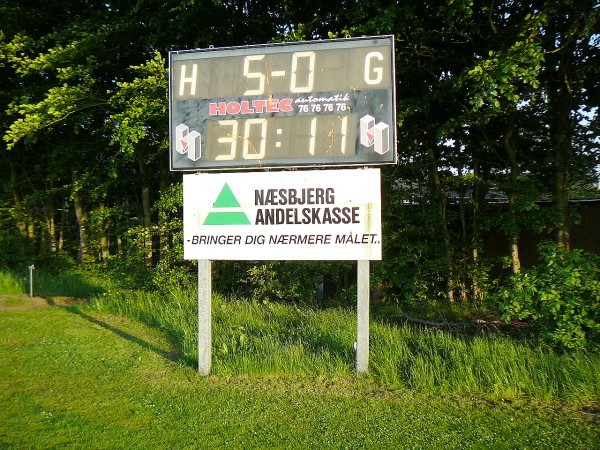 H 5-0 G
HOLTEC automatik
76 76 76 76
30:11
NÆSBJERG
ANDELSKASSE
-BRINGER DIG NÆRMERE MÅLET..